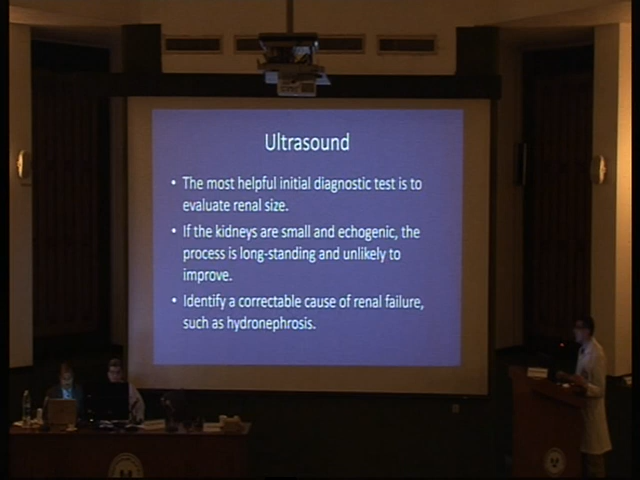 Ultrasound
• The most helpful initial diagnostic test is to
evaluate renal size.
• If the kidneys are small and echogenic, the
process is long-standing and unlikely to
improve.
• Identify a correctable cause of renal failure,
such as hydronephrosis.